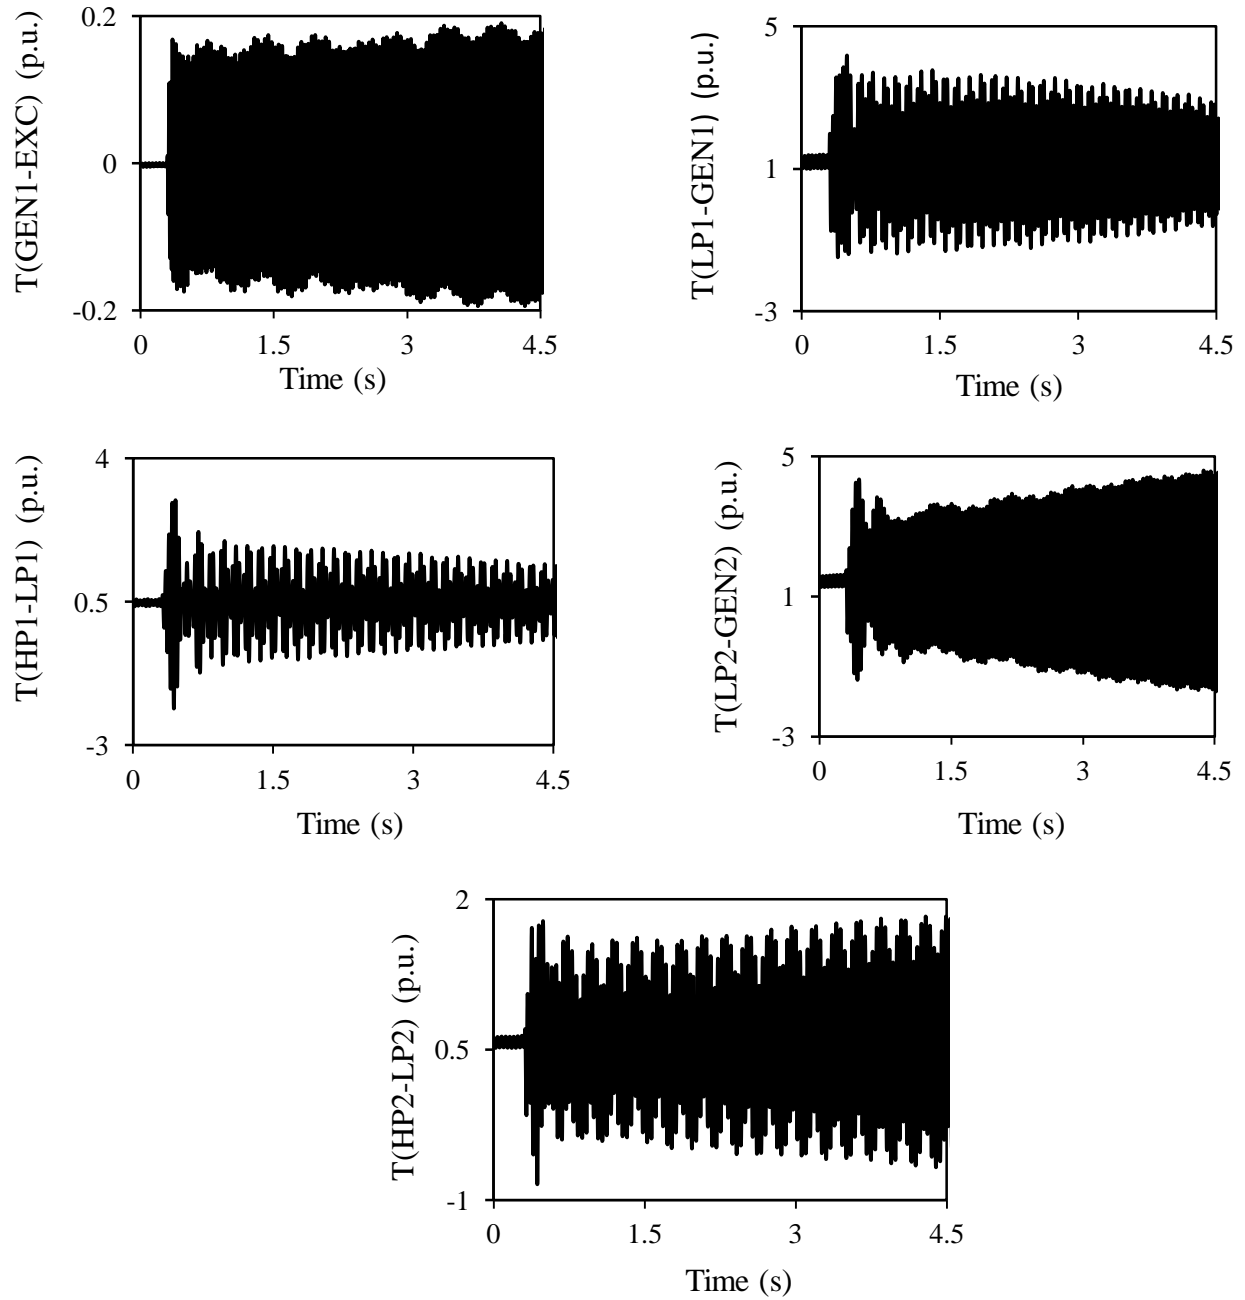 T(GEN1-EXC) (p.u.)
0.2
0
-0.2
0 1.5 3 4.5
Time (s)
T(LP1-GEN1) (p.u.)
5
1
-3
0 1.5 3 4.5
Time (s)
T(HP1-LP1) (p.u.)
4
0.5
-3
0 1.5 3 4.5
Time (s)
T(LP2-GEN2) (p.u.)
5
1
-3
0 1.5 3 4.5
Time (s)
T(HP2-LP2) (p.u.)
2
0.5
-1
0 1.5 3 4.5
Time (s)